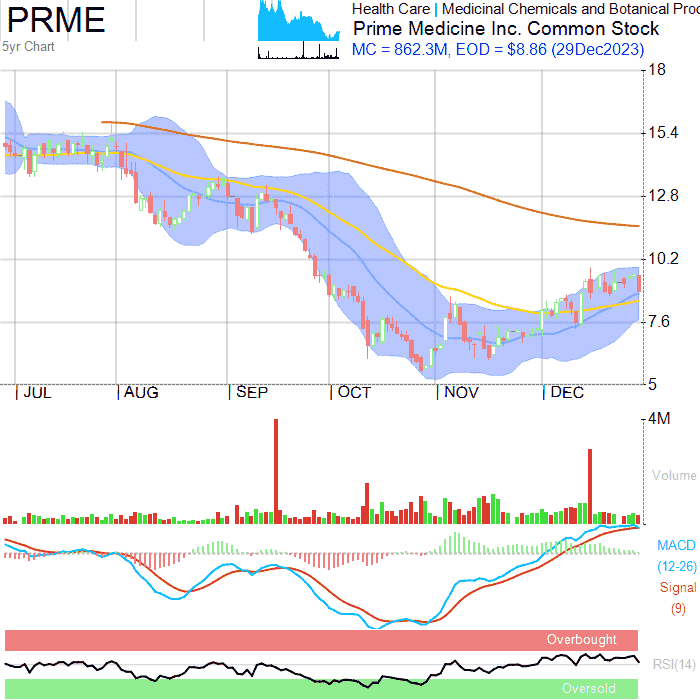 PRME
5yr Chart
Health Care | Medicinal Chemicals and Botanical Pro
Prime Medicine Inc. Common Stock
MC = 862.3M, EOD = $8.86 (29Dec2023)
18
15.4
12.8
10.2
7.6
5
| JUL | AUG | SEP | OCT | NOV | DEC
4M
Volume
MACD
(12-26)
Signal
(9)
Overbought
RSI(14)
Oversold